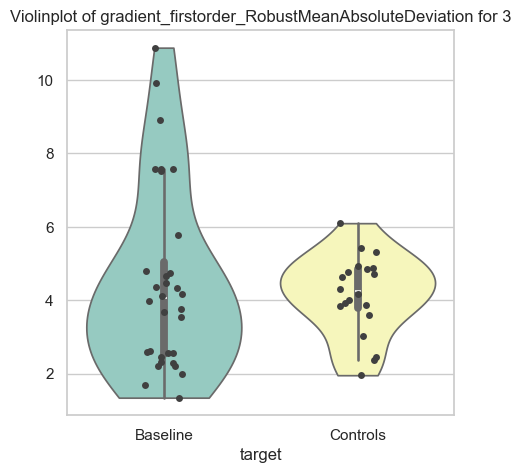 Violinplot of gradient_firstorder_RobustMeanAbsoluteDeviation for 3
10
8
6
4
2
Baseline
Controls
target